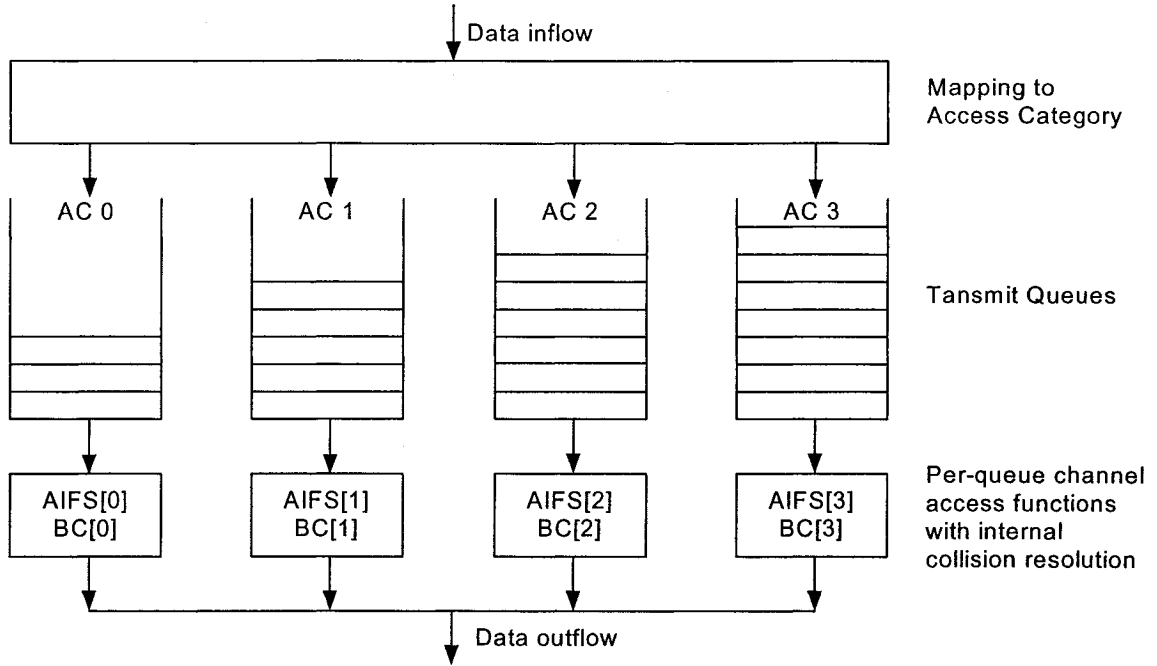 Data inflow
Mapping to
Access Category
AC 0
AC 1
AC 2
AC 3
Tansmit Queues
AIFS[0]
BC[0]
AIFS[1]
BC[1]
AIFS[2]
BC[2]
AIFS[3]
BC[3]
Per-queue channel
access functions
with internal
collision resolution
Data outflow